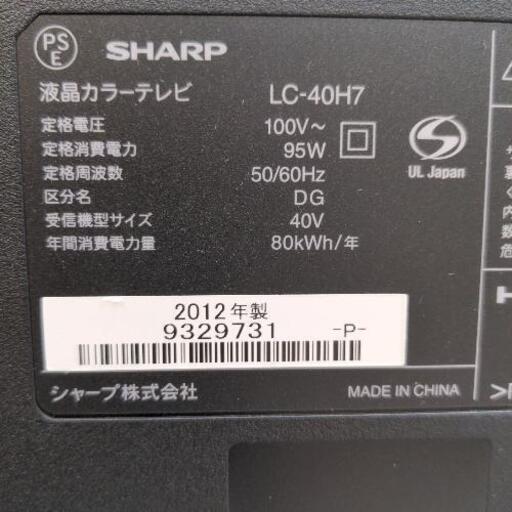 PS
E
SHARP
液晶カラーテレビ LC-40H7
定格電圧 100V~
定格消費電力 95W
定格周波数 50/60Hz
区分名 DG
受信機型サイズ 40V
年間消費電力量 80kWh/年
UL Japan
2012年製
9329731 -P-
シャープ株式会社 MADE IN CHINA